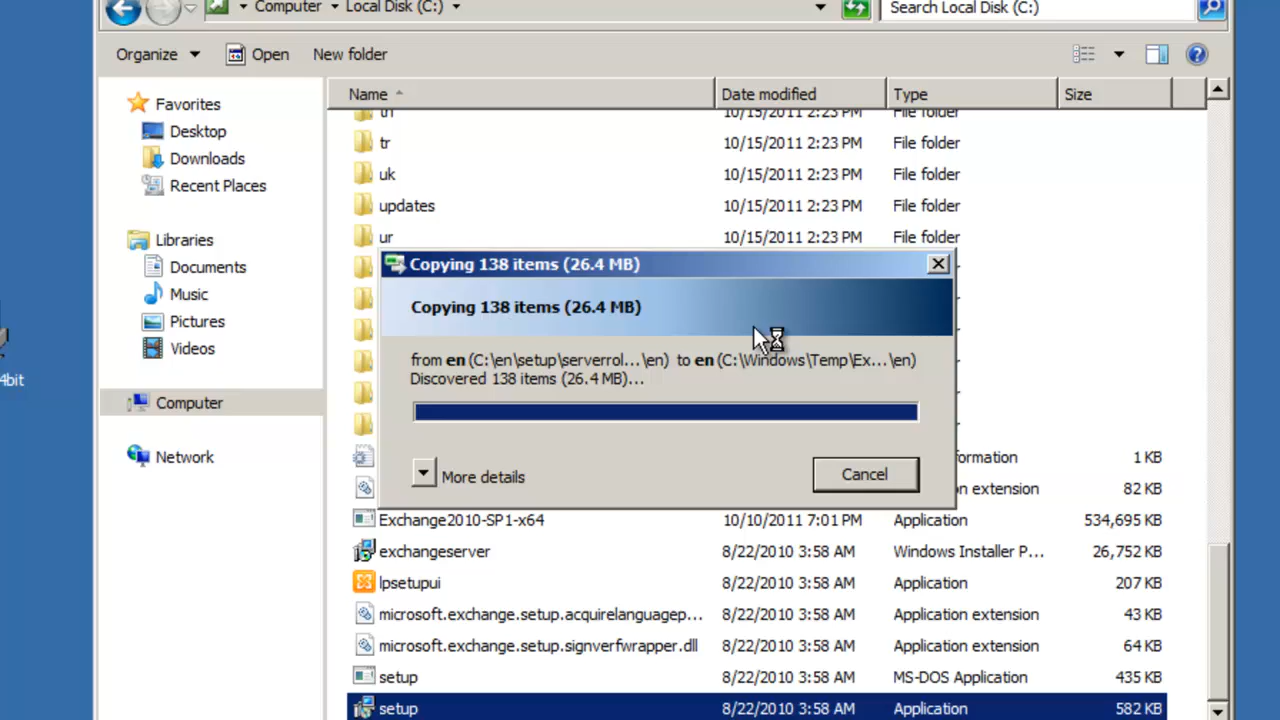 Computer Local Disk (C:) Search Local Disk (C:)
Organize Open New folder
Name Date modified Type Size
Favorites
Desktop
Downloads
Recent Places
Libraries
Documents
Music
Pictures
Videos
Computer
Network
4bit
10/15/2011 2:23 PM File folder
tr 10/15/2011 2:23 PM File folder
uk 10/15/2011 2:23 PM File folder
updates 10/15/2011 2:23 PM File folder
ur 10/15/2011 2:23 PM File folder
Copying 138 items (26.4 MB)
Copying 138 items (26.4 MB)
from en (C:\en\setup\serverrol...\en) to en (C:\Windows\Temp\Ex...\en)
Discovered 138 items (26.4 MB)...
More details Cancel
formation 1 KB
n extension 82 KB
Exchange2010-SP1-x64 10/10/2011 7:01 PM Application 534,695 KB
exchangeserver 8/22/2010 3:58 AM Windows Installer P... 26,752 KB
lpsetupui 8/22/2010 3:58 AM Application 207 KB
microsoft.exchange.setup.acquirelanguagep... 8/22/2010 3:58 AM Application extension 43 KB
microsoft.exchange.setup.signverfwrapper.dll 8/22/2010 3:58 AM Application extension 64 KB
setup 8/22/2010 3:58 AM MS-DOS Application 435 KB
setup 8/22/2010 3:58 AM Application 582 KB